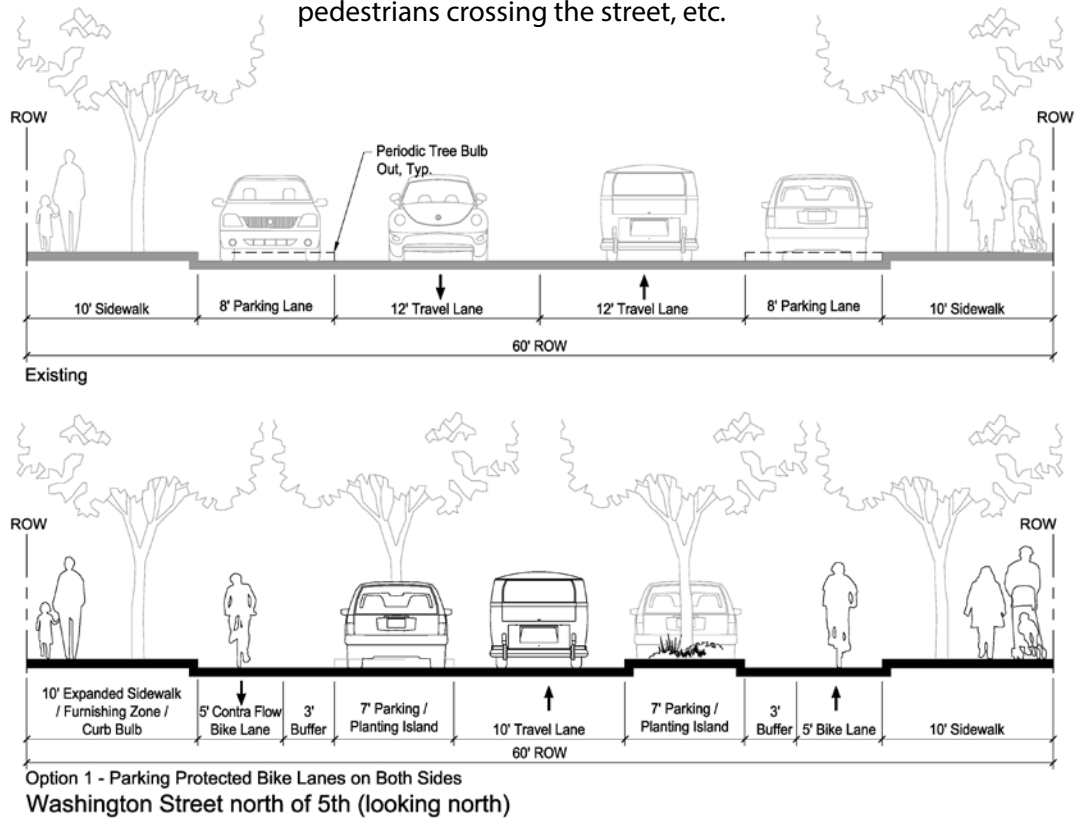 pedestrians crossing the street, etc.
ROW
ROW
Periodic Tree Bulb
Out, Typ.
10' Sidewalk
8' Parking Lane
12' Travel Lane
12' Travel Lane
8' Parking Lane
10' Sidewalk
60' ROW
Existing
ROW
ROW
10' Expanded Sidewalk
/ Furnishing Zone /
Curb Bulb
5' Contra Flow
Bike Lane
3'
Buffer
7' Parking /
Planting Island
10' Travel Lane
7' Parking /
Planting Island
3'
Buffer
5' Bike Lane
10' Sidewalk
60' ROW
Option 1 - Parking Protected Bike Lanes on Both Sides
Washington Street north of 5th (looking north)